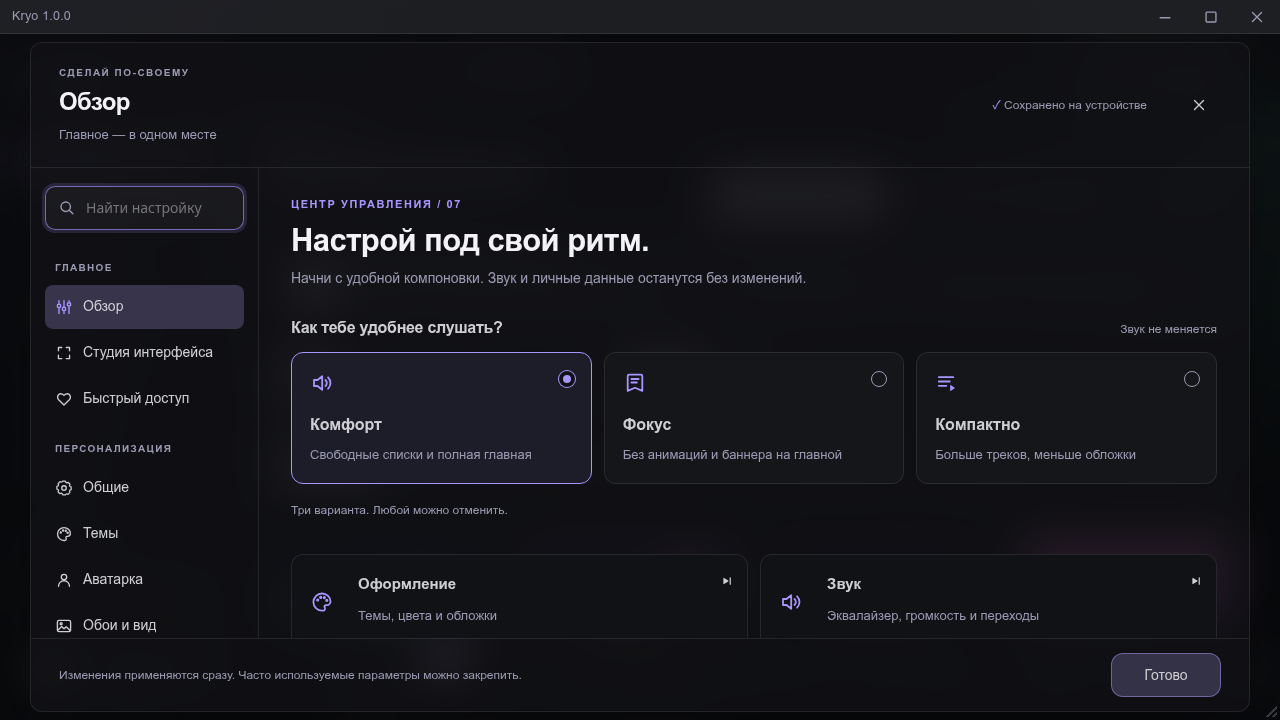 Kryo 1.0.0
СДЕЛАЙ ПО-СВОЕМУ
Обзор
Главное — в одном месте
✓ Сохранено на устройстве
Найти настройку
ГЛАВНОЕ
Обзор
Студия интерфейса
Быстрый доступ
ПЕРСОНАЛИЗАЦИЯ
Общие
Темы
Аватарка
Обои и вид
ЦЕНТР УПРАВЛЕНИЯ / 07
Настрой под свой ритм.
Начни с удобной компоновки. Звук и личные данные останутся без изменений.
Как тебе удобнее слушать?
Звук не меняется
Комфорт
Свободные списки и полная главная
Фокус
Без анимаций и баннера на главной
Компактно
Больше треков, меньше обложки
Три варианта. Любой можно отменить.
Оформление
Темы, цвета и обложки
Звук
Эквалайзер, громкость и переходы
Изменения применяются сразу. Часто используемые параметры можно закрепить.
Готово